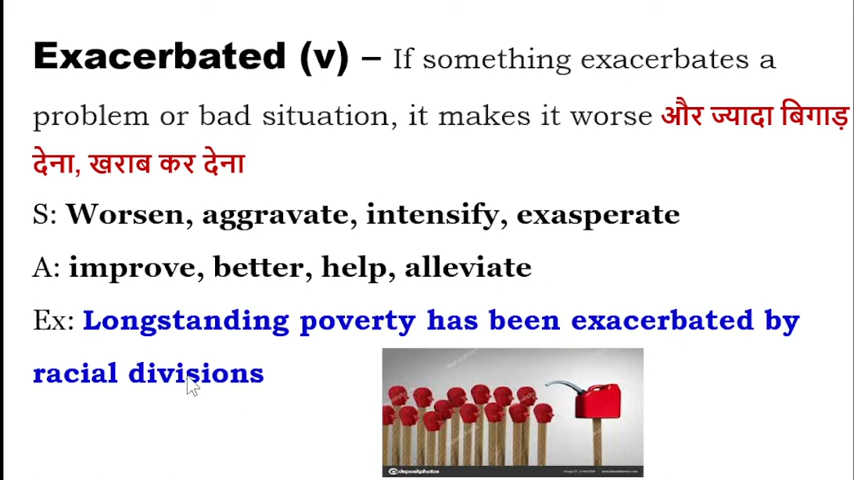 Exacerbated (v) – If something exacerbates a
problem or bad situation, it makes it worse और ज्यादा बिगाड़
देना, खराब कर देना
S: Worsen, aggravate, intensify, exasperate
A: improve, better, help, alleviate
Ex: Longstanding poverty has been exacerbated by
racial divisions
depositphotos